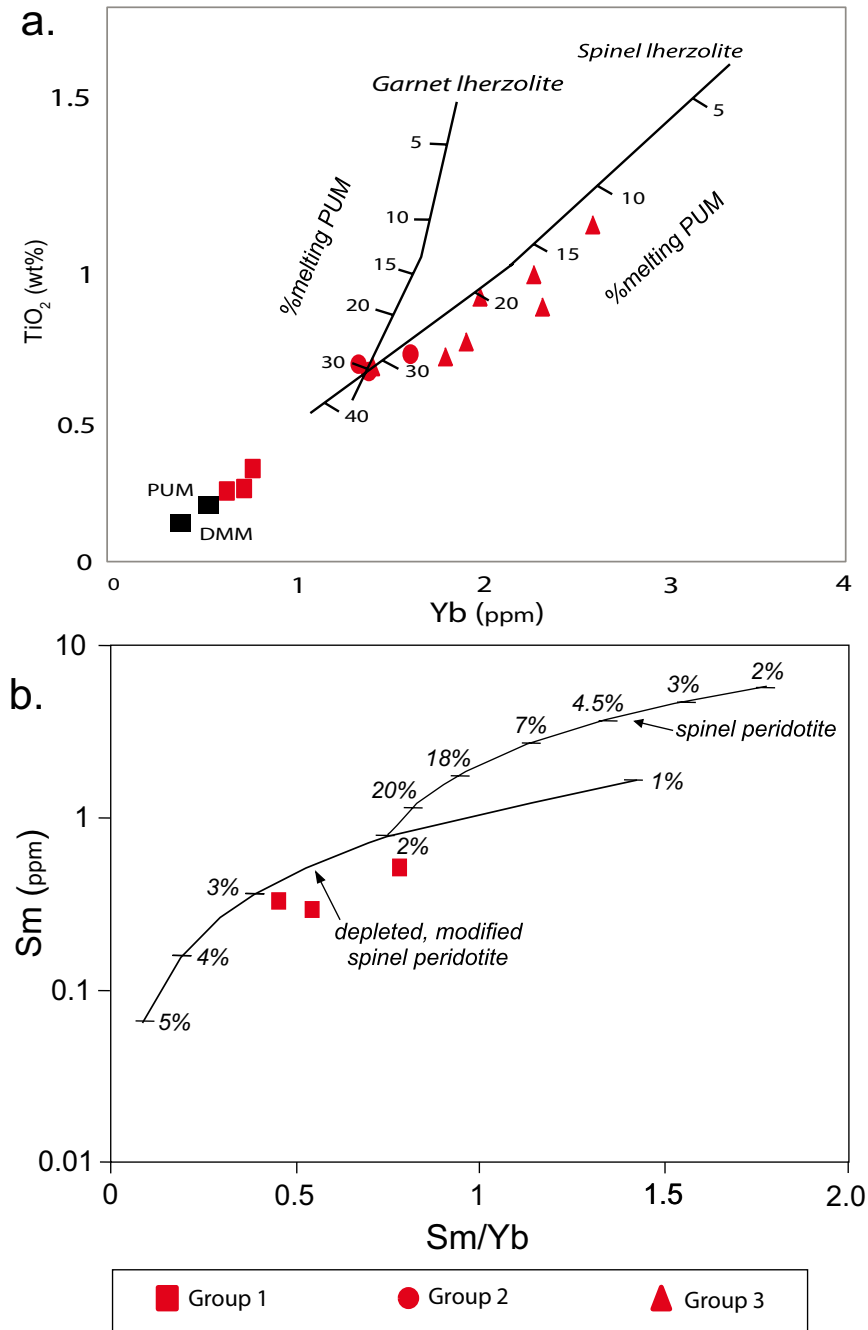 a.
Spinel lherzolite
Garnet lherzolite
1.5
5
5
%melting PUM
10
10
%melting PUM
15
TiO₂ (wt%)
1
15
20
20
30
30
40
0.5
PUM
DMM
0
0
1
2
3
4
Yb (ppm)
b.
10
2%
3%
4.5%
spinel peridotite
7%
18%
20%
1%
1
2%
Sm (ppm)
3%
depleted, modified
spinel peridotite
4%
0.1
5%
0.01
0
0.5
1
1.5
2.0
Sm/Yb
Group 1
Group 2
Group 3